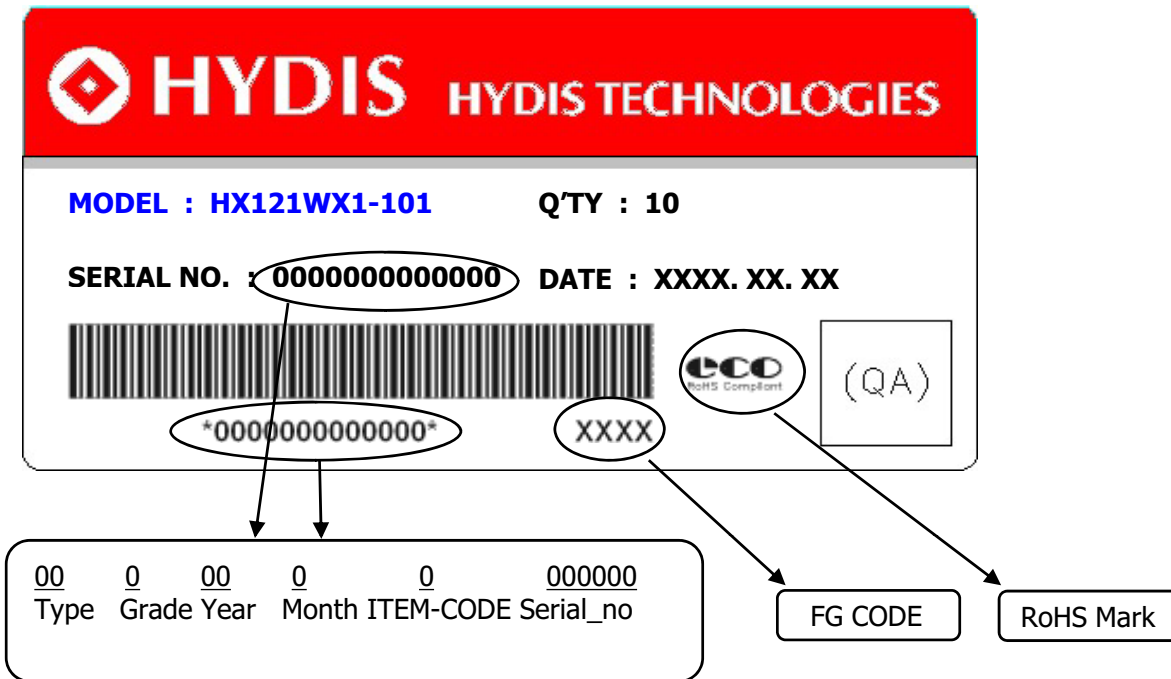 HYDIS HYDIS TECHNOLOGIES
MODEL : HX121WX1-101 Q'TY : 10
SERIAL NO. : 0000000000000 DATE : XXXX. XX. XX
eco
RoHS Compliant
(QA)
*0000000000000* XXXX
00 0 00 0 0 000000
Type Grade Year Month ITEM-CODE Serial_no
FG CODE
RoHS Mark